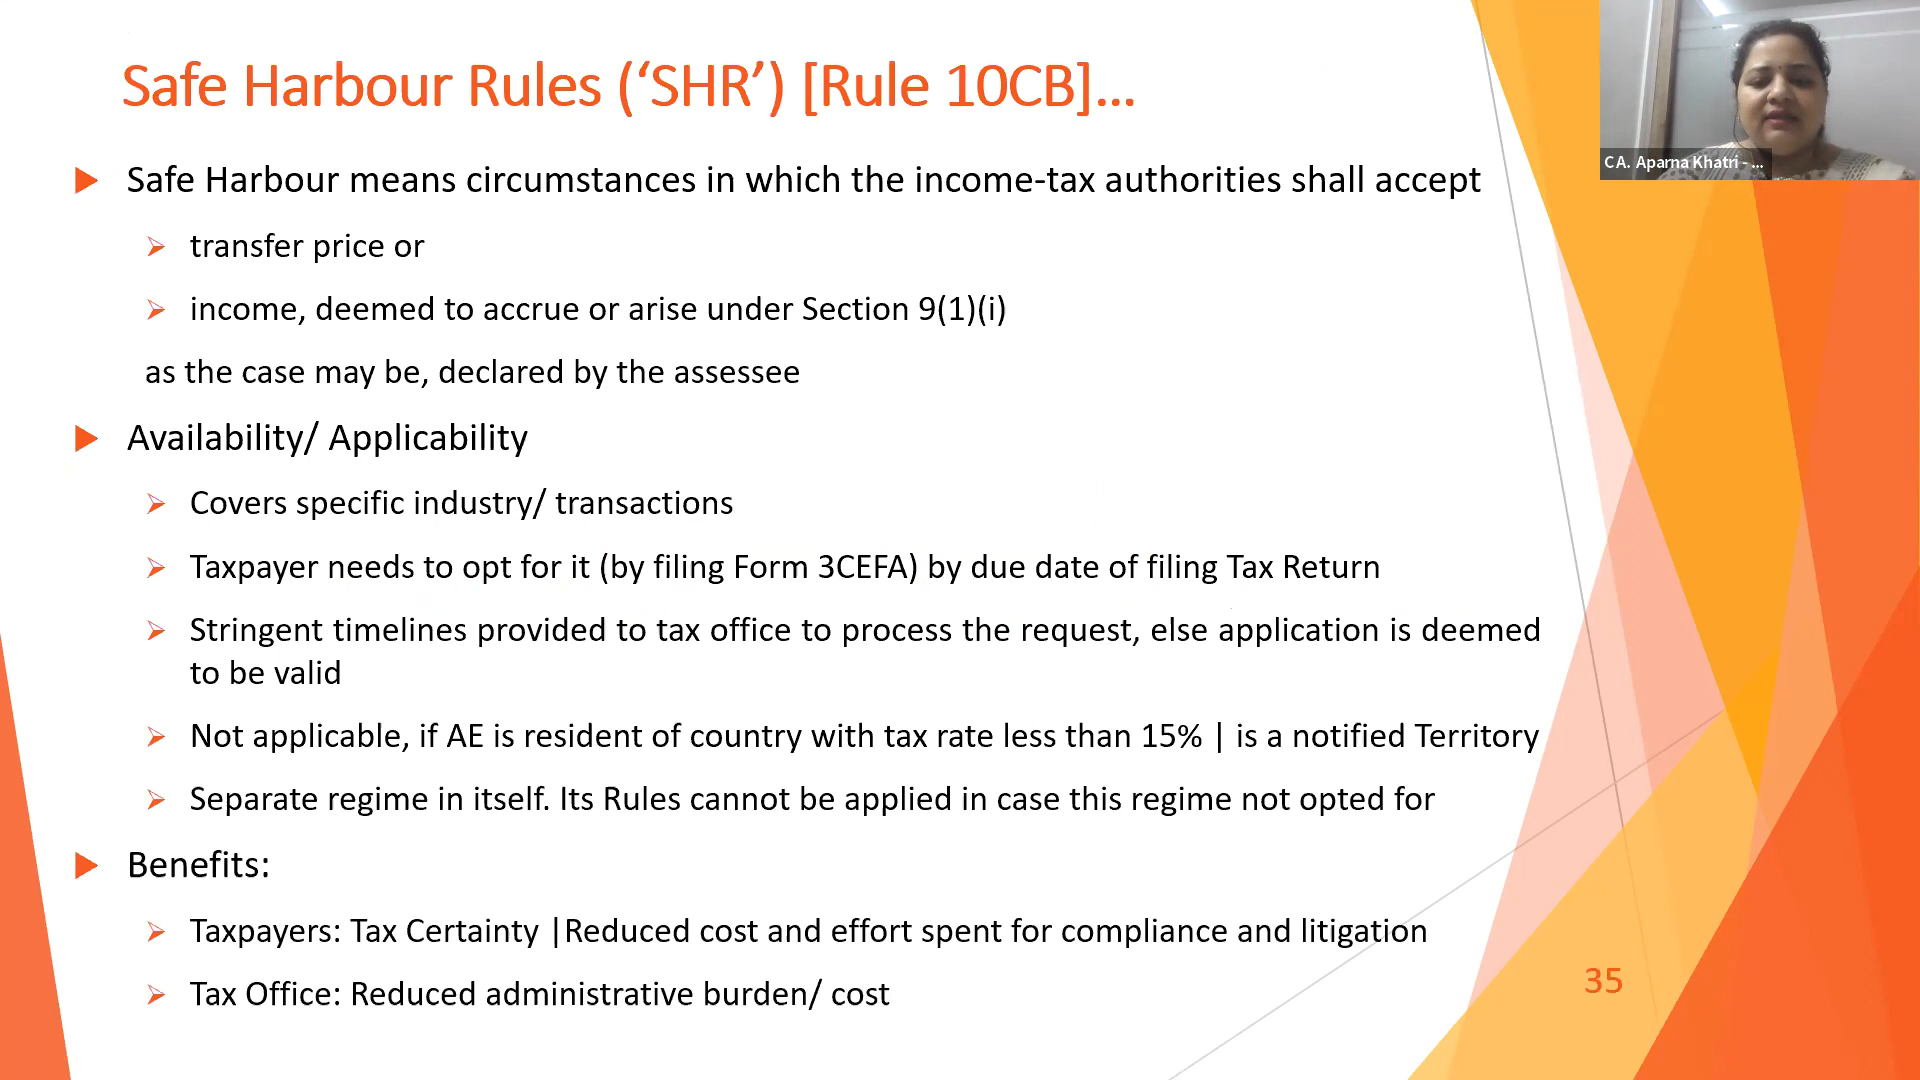 Safe Harbour Rules (‘SHR’) [Rule 10CB]...
CA. Aparna Khatri - ...
Safe Harbour means circumstances in which the income-tax authorities shall accept
transfer price or
income, deemed to accrue or arise under Section 9(1)(i)
as the case may be, declared by the assessee
Availability/ Applicability
Covers specific industry/ transactions
Taxpayer needs to opt for it (by filing Form 3CEFA) by due date of filing Tax Return
Stringent timelines provided to tax office to process the request, else application is deemed
to be valid
Not applicable, if AE is resident of country with tax rate less than 15% | is a notified Territory
Separate regime in itself. Its Rules cannot be applied in case this regime not opted for
Benefits:
Taxpayers: Tax Certainty |Reduced cost and effort spent for compliance and litigation
Tax Office: Reduced administrative burden/ cost
35